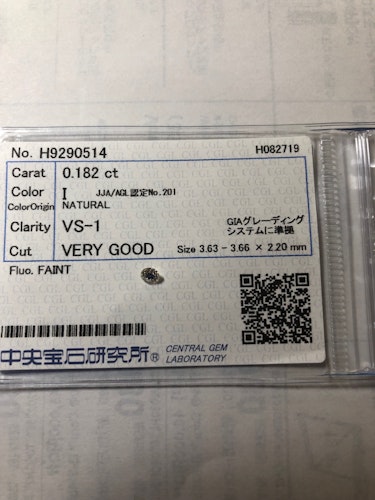 No. H9290514 H082719
Carat 0.182 ct
Color I JJA/AGL認定No.201
ColorOrigin NATURAL
Clarity VS-1 GIAグレーディング
システムに準拠
Cut VERY GOOD Size 3.63 - 3.66 × 2.20 mm
Fluo. FAINT
中央宝石研究所® CENTRAL GEM
LABORATORY